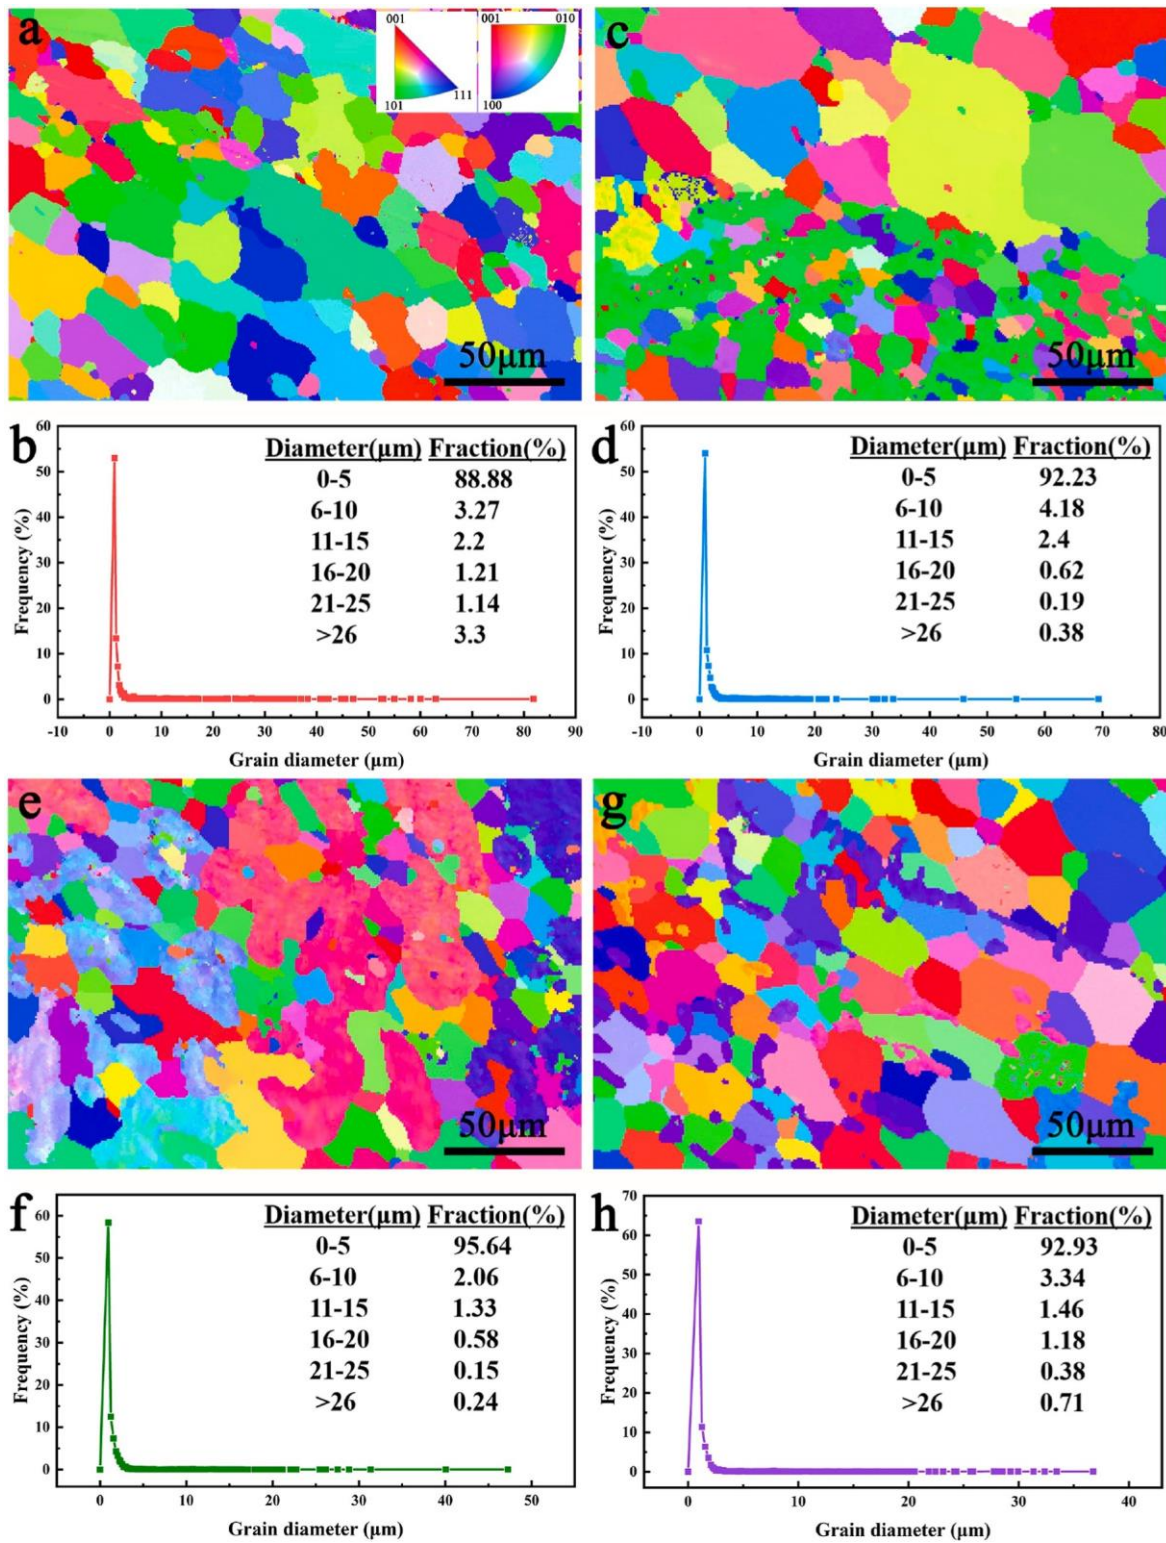 a
001
001 010
101
111
100
50μm
c
50μm
b
Diameter(μm) Fraction(%)
0-5 88.88
6-10 3.27
11-15 2.2
16-20 1.21
21-25 1.14
>26 3.3
Frequency (%)
60
50
40
30
20
10
0
-10 0 10 20 30 40 50 60 70 80 90
Grain diameter (μm)
d
Diameter(μm) Fraction(%)
0-5 92.23
6-10 4.18
11-15 2.4
16-20 0.62
21-25 0.19
>26 0.38
Frequency (%)
60
50
40
30
20
10
0
-10 0 10 20 30 40 50 60 70 80
Grain diameter (μm)
e
50μm
g
50μm
f
Diameter(μm) Fraction(%)
0-5 95.64
6-10 2.06
11-15 1.33
16-20 0.58
21-25 0.15
>26 0.24
Frequency (%)
60
50
40
30
20
10
0
0 10 20 30 40 50
Grain diameter (μm)
h
Diameter(μm) Fraction(%)
0-5 92.93
6-10 3.34
11-15 1.46
16-20 1.18
21-25 0.38
>26 0.71
Frequency (%)
70
60
50
40
30
20
10
0
0 10 20 30 40
Grain diameter (μm)